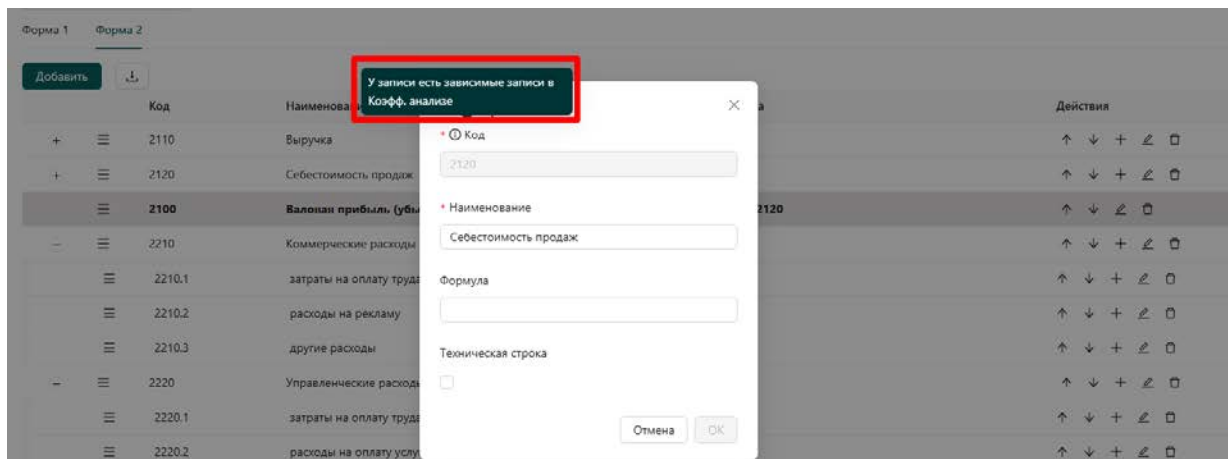 Форма 1 Форма 2
Добавить
У записи есть зависимые записи в
Коэфф. анализе
Код Наименова Действия
2110 Выручка
2120 Себестоимость продаж
2100 Валовая прибыль (убы 2120
2210 Коммерческие расходы
2210.1 затраты на оплату труда
2210.2 расходы на рекламу
2210.3 другие расходы
2220 Управленческие расходы
2220.1 затраты на оплату труда
2220.2 расходы на оплату услу
* Код
2120
* Наименование
Себестоимость продаж
Формула
Техническая строка
Отмена OK